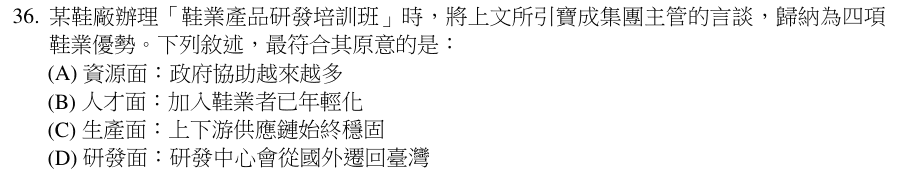 36. 某鞋廠辦理「鞋業產品研發培訓班」時，將上文所引寶成集團主管的言談，歸納為四項
鞋業優勢。下列敘述，最符合其原意的是：
(A) 資源面：政府協助越來越多
(B) 人才面：加入鞋業者已年輕化
(C) 生產面：上下游供應鏈始終穩固
(D) 研發面：研發中心會從國外遷回臺灣